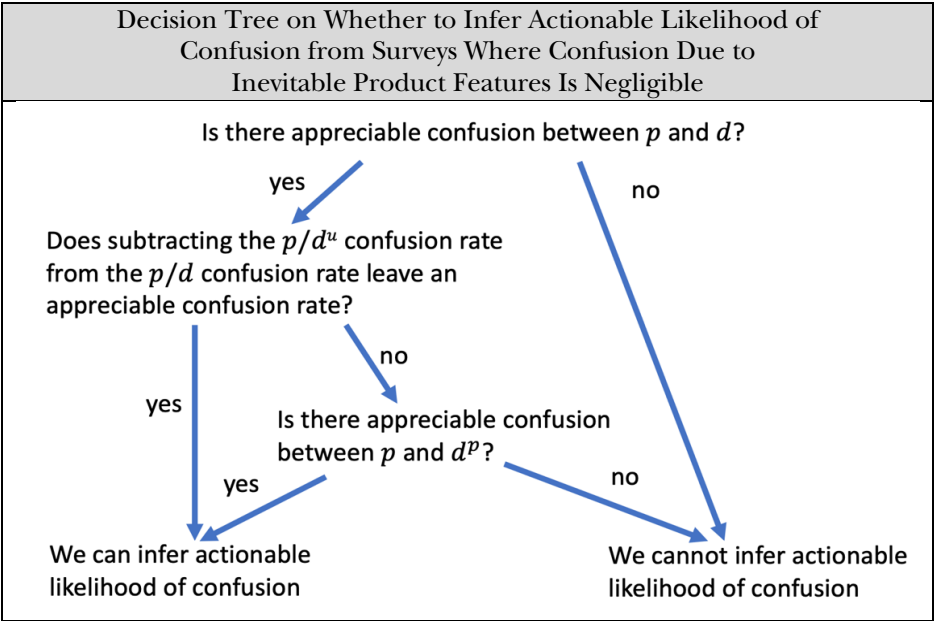 Decision Tree on Whether to Infer Actionable Likelihood of
Confusion from Surveys Where Confusion Due to
Inevitable Product Features Is Negligible
Is there appreciable confusion between p and d?
yes
no
Does subtracting the p/dᵘ confusion rate
from the p/d confusion rate leave an
appreciable confusion rate?
no
yes
Is there appreciable confusion
between p and dᵖ?
yes
no
We can infer actionable
likelihood of confusion
We cannot infer actionable
likelihood of confusion